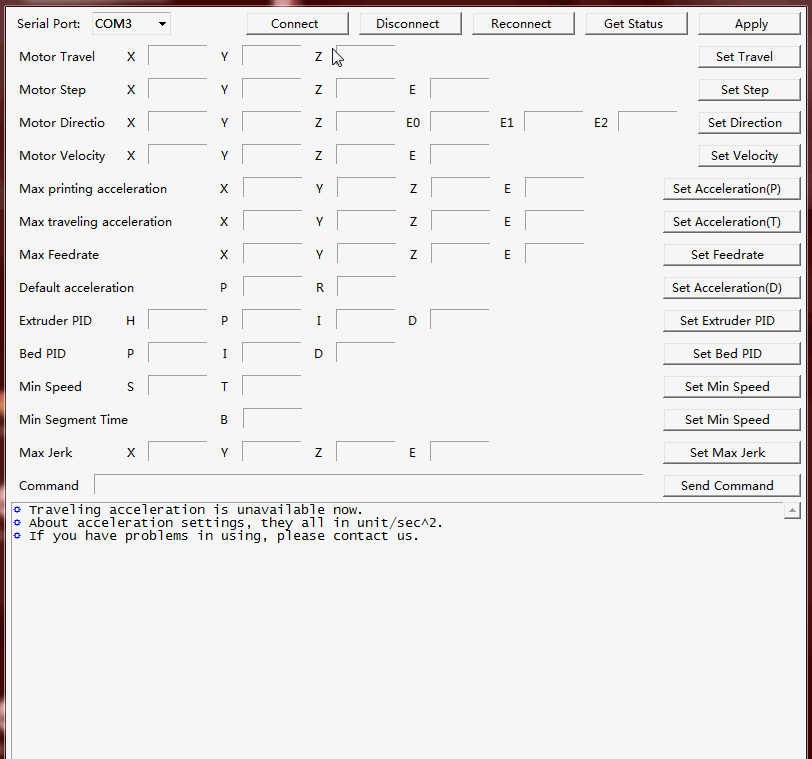 Serial Port: COM3 Connect Disconnect Reconnect Get Status Apply
Motor Travel X Y Z Set Travel
Motor Step X Y Z E Set Step
Motor Directio X Y Z E0 E1 E2 Set Direction
Motor Velocity X Y Z E Set Velocity
Max printing acceleration X Y Z E Set Acceleration(P)
Max traveling acceleration X Y Z E Set Acceleration(T)
Max Feedrate X Y Z E Set Feedrate
Default acceleration P R Set Acceleration(D)
Extruder PID H P I D Set Extruder PID
Bed PID P I D Set Bed PID
Min Speed S T Set Min Speed
Min Segment Time B Set Min Speed
Max Jerk X Y Z E Set Max Jerk
Command Send Command
Traveling acceleration is unavailable now.
About acceleration settings, they all in unit/sec^2.
If you have problems in using, please contact us.